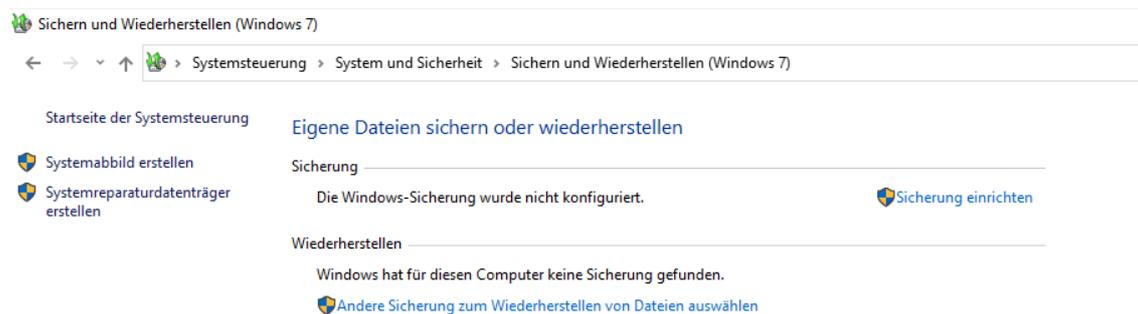 Sichern und Wiederherstellen (Windows 7)
Systemsteuerung > System und Sicherheit > Sichern und Wiederherstellen (Windows 7)
Startseite der Systemsteuerung
Systemabbild erstellen
Systemreparaturdatenträger
erstellen
Eigene Dateien sichern oder wiederherstellen
Sicherung
Die Windows-Sicherung wurde nicht konfiguriert.
Sicherung einrichten
Wiederherstellen
Windows hat für diesen Computer keine Sicherung gefunden.
Andere Sicherung zum Wiederherstellen von Dateien auswählen